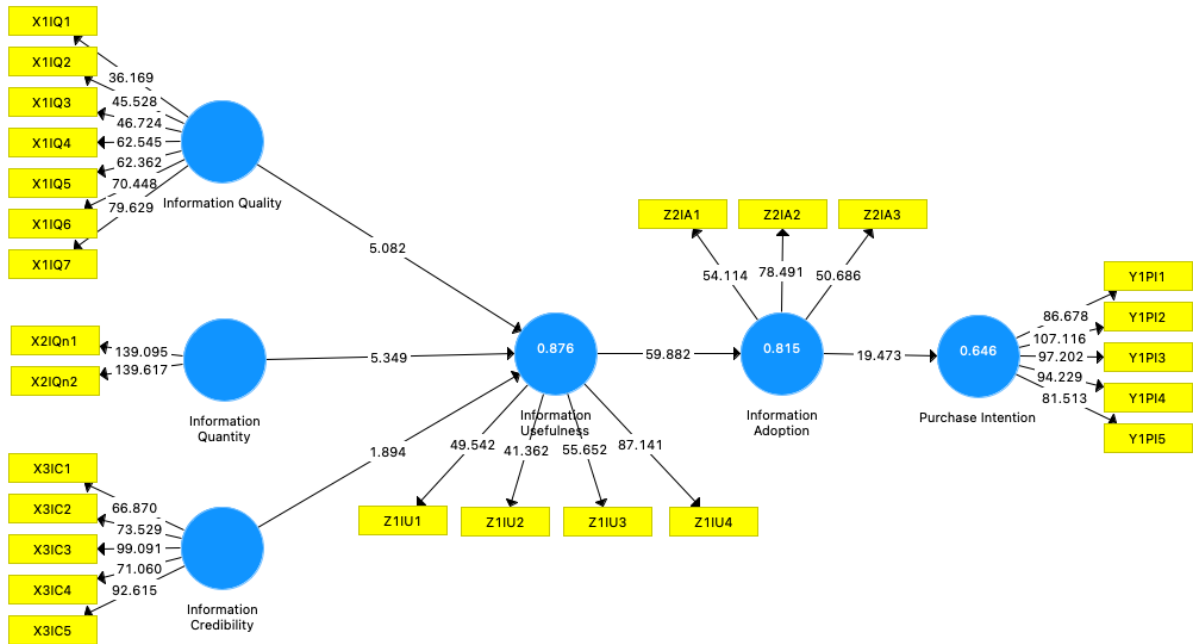 X1IQ1
X1IQ2
X1IQ3
X1IQ4
X1IQ5
X1IQ6
X1IQ7
36.169
45.528
46.724
62.545
62.362
70.448
79.629
Information Quality
5.082
X2IQn1
X2IQn2
139.095
139.617
Information
Quantity
5.349
X3IC1
X3IC2
X3IC3
X3IC4
X3IC5
66.870
73.529
99.091
71.060
92.615
Information
Credibility
1.894
0.876
Information
Usefulness
49.542
41.362
55.652
87.141
Z1IU1
Z1IU2
Z1IU3
Z1IU4
59.882
Z2IA1
Z2IA2
Z2IA3
54.114
78.491
50.686
0.815
Information
Adoption
19.473
0.646
Purchase Intention
86.678
107.116
97.202
94.229
81.513
Y1PI1
Y1PI2
Y1PI3
Y1PI4
Y1PI5